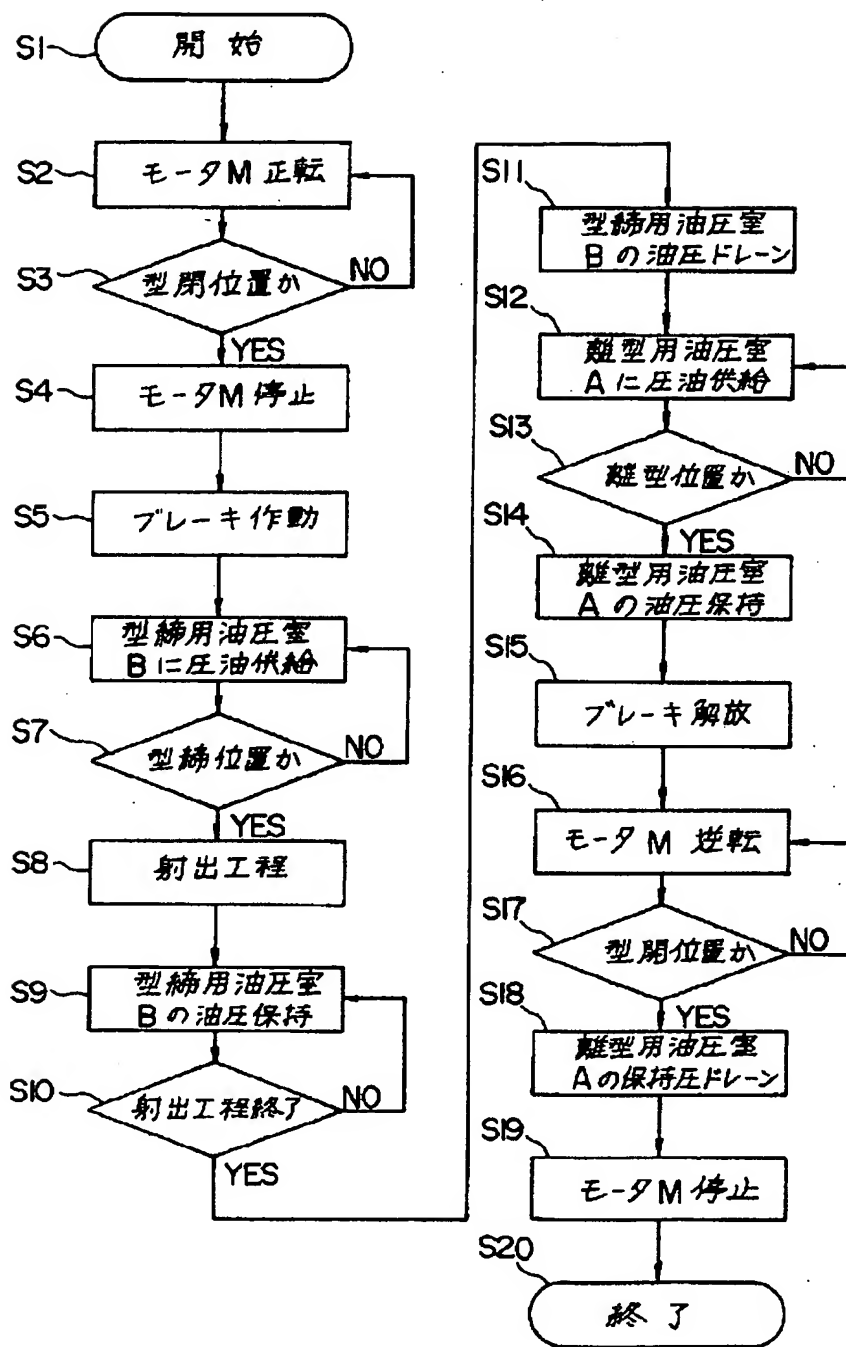 S1
開始
S2
モータM 正転
S3
型閉位置か
NO
YES
S4
モータM 停止
S5
ブレーキ作動
S6
型締用油圧室
Bに圧油供給
S7
型締位置か
NO
YES
S8
射出工程
S9
型締用油圧室
Bの油圧保持
S10
射出工程終了
NO
YES
S11
型締用油圧室
Bの油圧ドレーン
S12
離型用油圧室
Aに圧油供給
S13
離型位置か
NO
YES
S14
離型用油圧室
Aの油圧保持
S15
ブレーキ解放
S16
モータM 逆転
S17
型開位置か
NO
YES
S18
離型用油圧室
Aの保持圧ドレーン
S19
モータM 停止
S20
終了